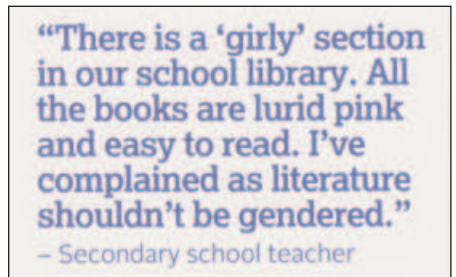 “There is a ‘girly’ section
in our school library. All
the books are lurid pink
and easy to read. I’ve
complained as literature
shouldn’t be gendered.”
– Secondary school teacher